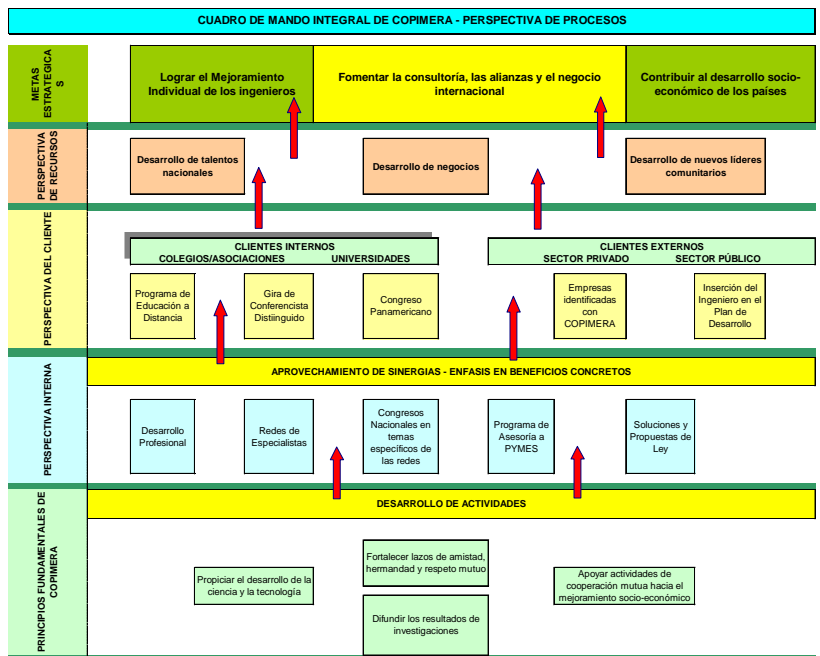 CUADRO DE MANDO INTEGRAL DE COPIMERA - PERSPECTIVA DE PROCESOS
METAS
ESTRATEGICA
S
Lograr el Mejoramiento
Individual de los ingenieros
Fomentar la consultoría, las alianzas y el negocio
internacional
Contribuir al desarrollo socio-
económico de los países
PERSPECTIVA
DE RECURSOS
Desarrollo de talentos
nacionales
Desarrollo de negocios
Desarrollo de nuevos líderes
comunitarios
PERSPECTIVA DEL CLIENTE
CLIENTES INTERNOS
COLEGIOS/ASOCIACIONES UNIVERSIDADES
CLIENTES EXTERNOS
SECTOR PRIVADO SECTOR PÚBLICO
Programa de
Educación a
Distancia
Gira de
Conferencista
Distiinguido
Congreso
Panamericano
Empresas
identificadas
con
COPIMERA
Inserción del
Ingeniero en el
Plan de
Desarrollo
APROVECHAMIENTO DE SINERGIAS - ENFASIS EN BENEFICIOS CONCRETOS
PERSPECTIVA INTERNA
Desarrollo
Profesional
Redes de
Especialistas
Congresos
Nacionales en
temas
específicos de
las redes
Programa de
Asesoría a
PYMES
Soluciones y
Propuestas de
Ley
DESARROLLO DE ACTIVIDADES
PRINCIPIOS FUNDAMENTALES DE
COPIMERA
Propiciar el desarrollo de la
ciencia y la tecnología
Fortalecer lazos de amistad,
hermandad y respeto mutuo
Difundir los resultados de
investigaciones
Apoyar actividades de
cooperación mutua hacia el
mejoramiento socio-económico